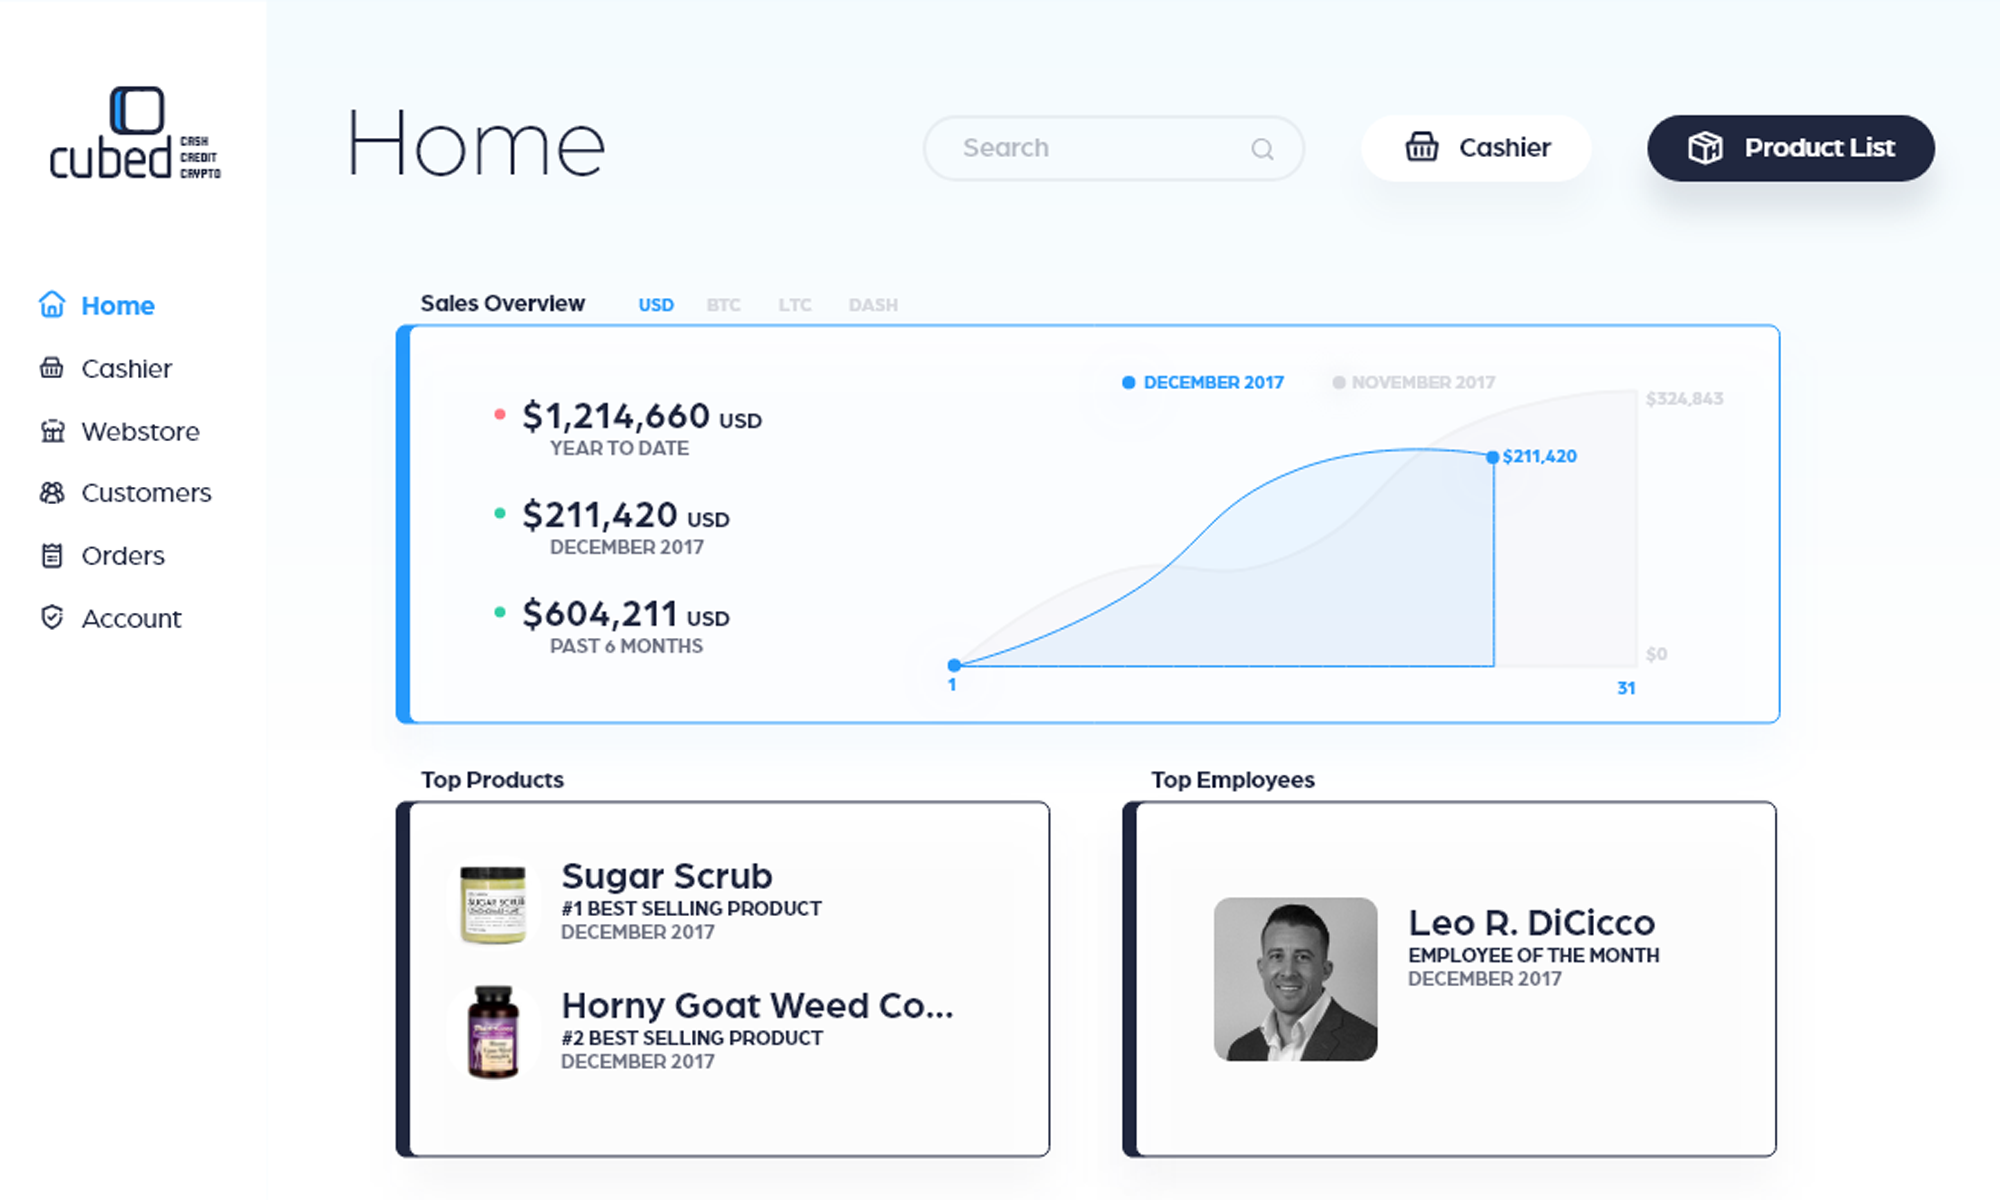 cubed
CASH
CREDIT
CRYPTO
Home
Search
Cashier
Product List
Home
Cashier
Webstore
Customers
Orders
Account
Sales Overview USD BTC LTC DASH
DECEMBER 2017 NOVEMBER 2017
$1,214,660 USD
YEAR TO DATE
$211,420 USD
DECEMBER 2017
$604,211 USD
PAST 6 MONTHS
$324,843
$211,420
$0
1
31
Top Products
Sugar Scrub
#1 BEST SELLING PRODUCT
DECEMBER 2017
SUGAR SCRUB
Horny Goat Weed Co...
#2 BEST SELLING PRODUCT
DECEMBER 2017
Top Employees
Leo R. DiCicco
EMPLOYEE OF THE MONTH
DECEMBER 2017